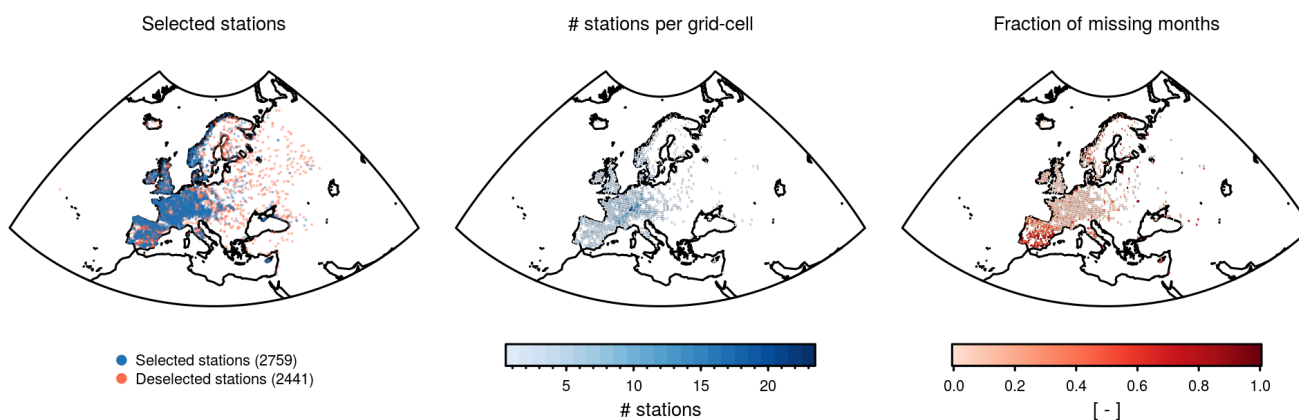 Selected stations
# stations per grid-cell
Fraction of missing months
Selected stations (2759)
Deselected stations (2441)
5 10 15 20
# stations
0.0 0.2 0.4 0.6 0.8 1.0
[ - ]